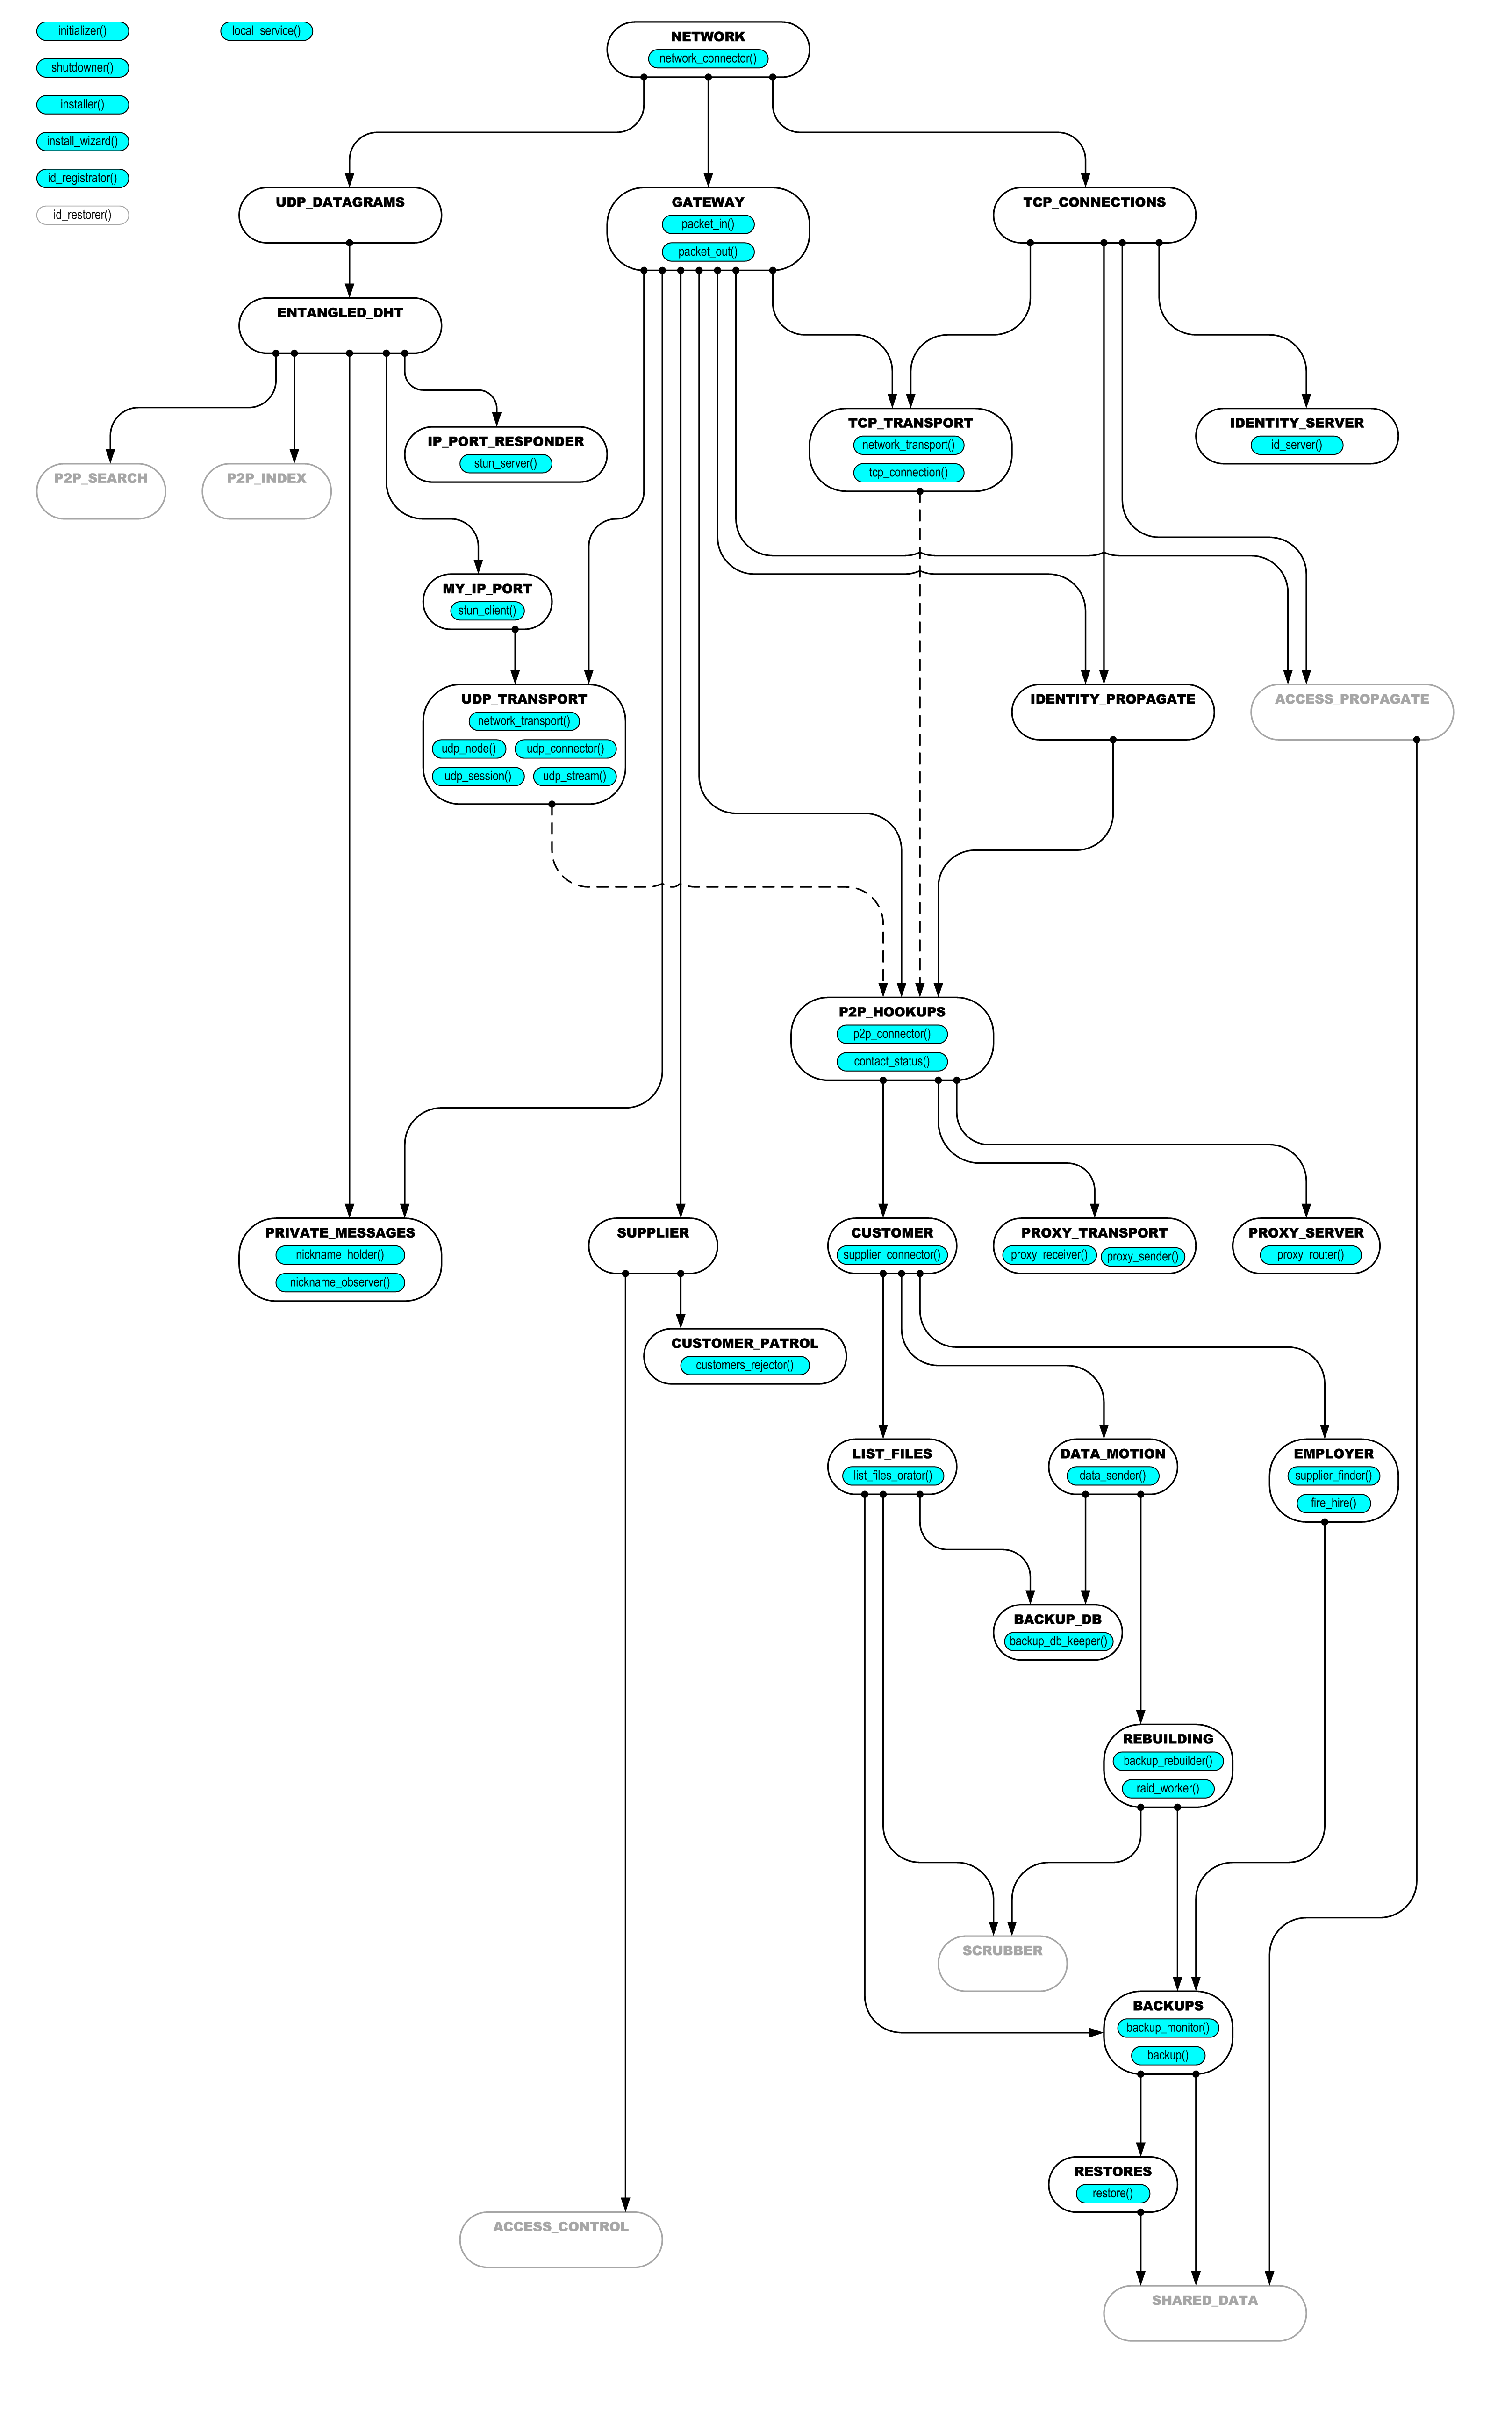 initializer()
local_service()
shutdowner()
installer()
install_wizard()
id_registrator()
id_restorer()
NETWORK
network_connector()
UDP_DATAGRAMS
GATEWAY
packet_in()
packet_out()
TCP_CONNECTIONS
ENTANGLED_DHT
IP_PORT_RESPONDER
stun_server()
TCP_TRANSPORT
network_transport()
tcp_connection()
IDENTITY_SERVER
id_server()
P2P_SEARCH
P2P_INDEX
MY_IP_PORT
stun_client()
UDP_TRANSPORT
network_transport()
udp_node()
udp_connector()
udp_session()
udp_stream()
IDENTITY_PROPAGATE
ACCESS_PROPAGATE
P2P_HOOKUPS
p2p_connector()
contact_status()
PRIVATE_MESSAGES
nickname_holder()
nickname_observer()
SUPPLIER
CUSTOMER
supplier_connector()
PROXY_TRANSPORT
proxy_receiver()
proxy_sender()
PROXY_SERVER
proxy_router()
CUSTOMER_PATROL
customers_rejector()
LIST_FILES
list_files_orator()
DATA_MOTION
data_sender()
EMPLOYER
supplier_finder()
fire_hire()
BACKUP_DB
backup_db_keeper()
REBUILDING
backup_rebuilder()
raid_worker()
SCRUBBER
BACKUPS
backup_monitor()
backup()
RESTORES
restore()
ACCESS_CONTROL
SHARED_DATA